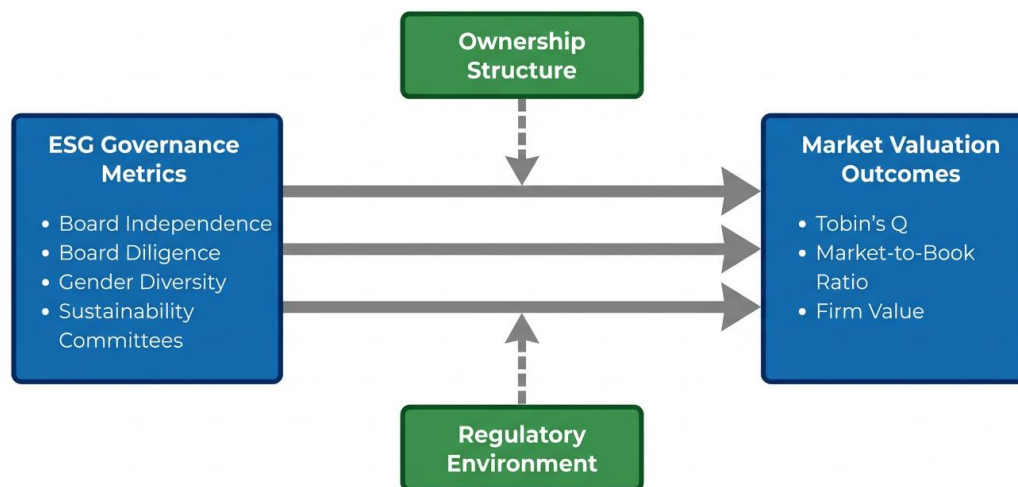 Ownership
Structure
ESG Governance
Metrics
• Board Independence
• Board Diligence
• Gender Diversity
• Sustainability
Committees
Market Valuation
Outcomes
• Tobin's Q
• Market-to-Book
Ratio
• Firm Value
Regulatory
Environment